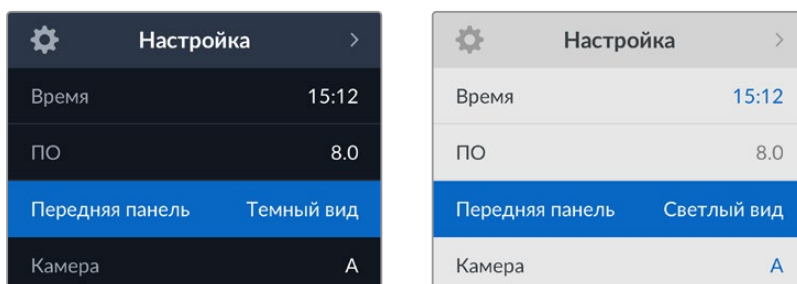 Настройка
Время 15:12
ПО 8.0
Передняя панель Темный вид
Камера A
Настройка
Время 15:12
ПО 8.0
Передняя панель Светлый вид
Камера A